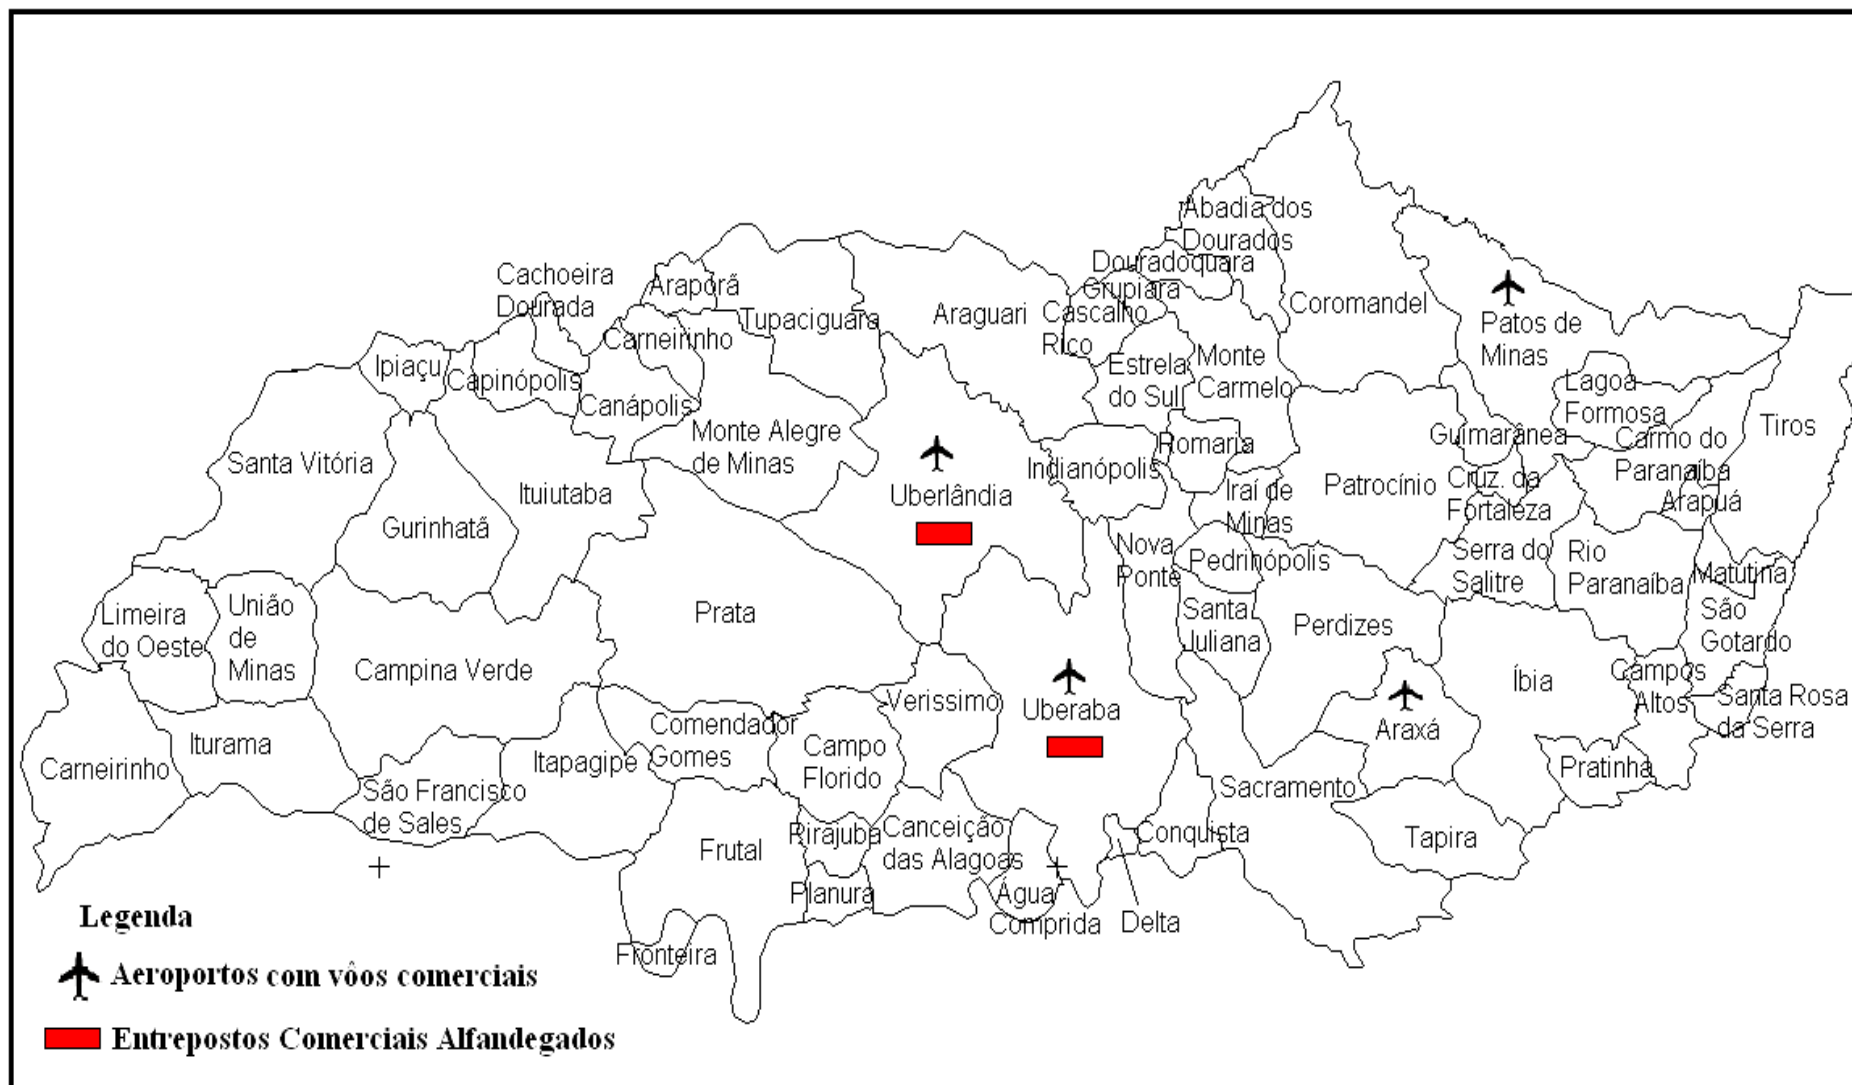 Abadia dos
Dourados
Douradoquara
Grupiara
Cascalho
Rico
Coromandel
Cachoeira
Dourada
Araporã
Tupaciguara
Araguari
Patos de
Minas
Ipiaçu
Capinópolis
Carneirinho
Canápolis
Estrela
do Sul
Monte
Carmelo
Lagoa
Formosa
Tiros
Santa Vitória
Gurinhatã
Ituiutaba
Monte Alegre
de Minas
Uberlândia
Indianópolis
Romaria
Iraí de
Minas
Patrocínio
Guimarânea
Cruz. da
Fortaleza
Carmo do
Paranaíba
Arapuá
Limeira
do Oeste
União
de
Minas
Campina Verde
Prata
Nova
Ponte
Pedrinópolis
Santa
Juliana
Perdizes
Serra do
Salitre
Rio
Paranaíba
Matutina
São
Gotardo
Carneirinho
Iturama
São Francisco
de Sales
Itapagipe
Comendador
Gomes
Campo
Florido
Verissimo
Uberaba
Araxá
Íbia
Campos
Altos
Santa Rosa
da Serra
Pratinha
Sacramento
Tapira
Conquista
Frutal
Pirajuba
Planura
Canceição
das Alagoas
Água
Comprida
Delta
Fronteira
Legenda
Aeroportos com vôos comerciais
Entrepostos Comerciais Alfandegados